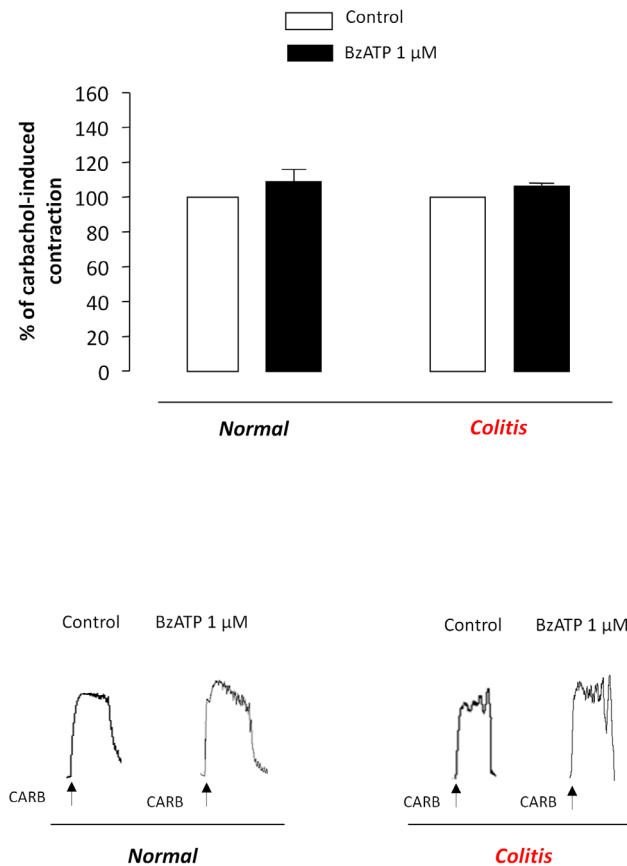 Control
BzATP 1 µM
% of carbachol-induced
contraction
160
140
120
100
80
60
40
20
0
Normal
Colitis
Control
BzATP 1 µM
Control
BzATP 1 µM
CARB
CARB
CARB
CARB
Normal
Colitis